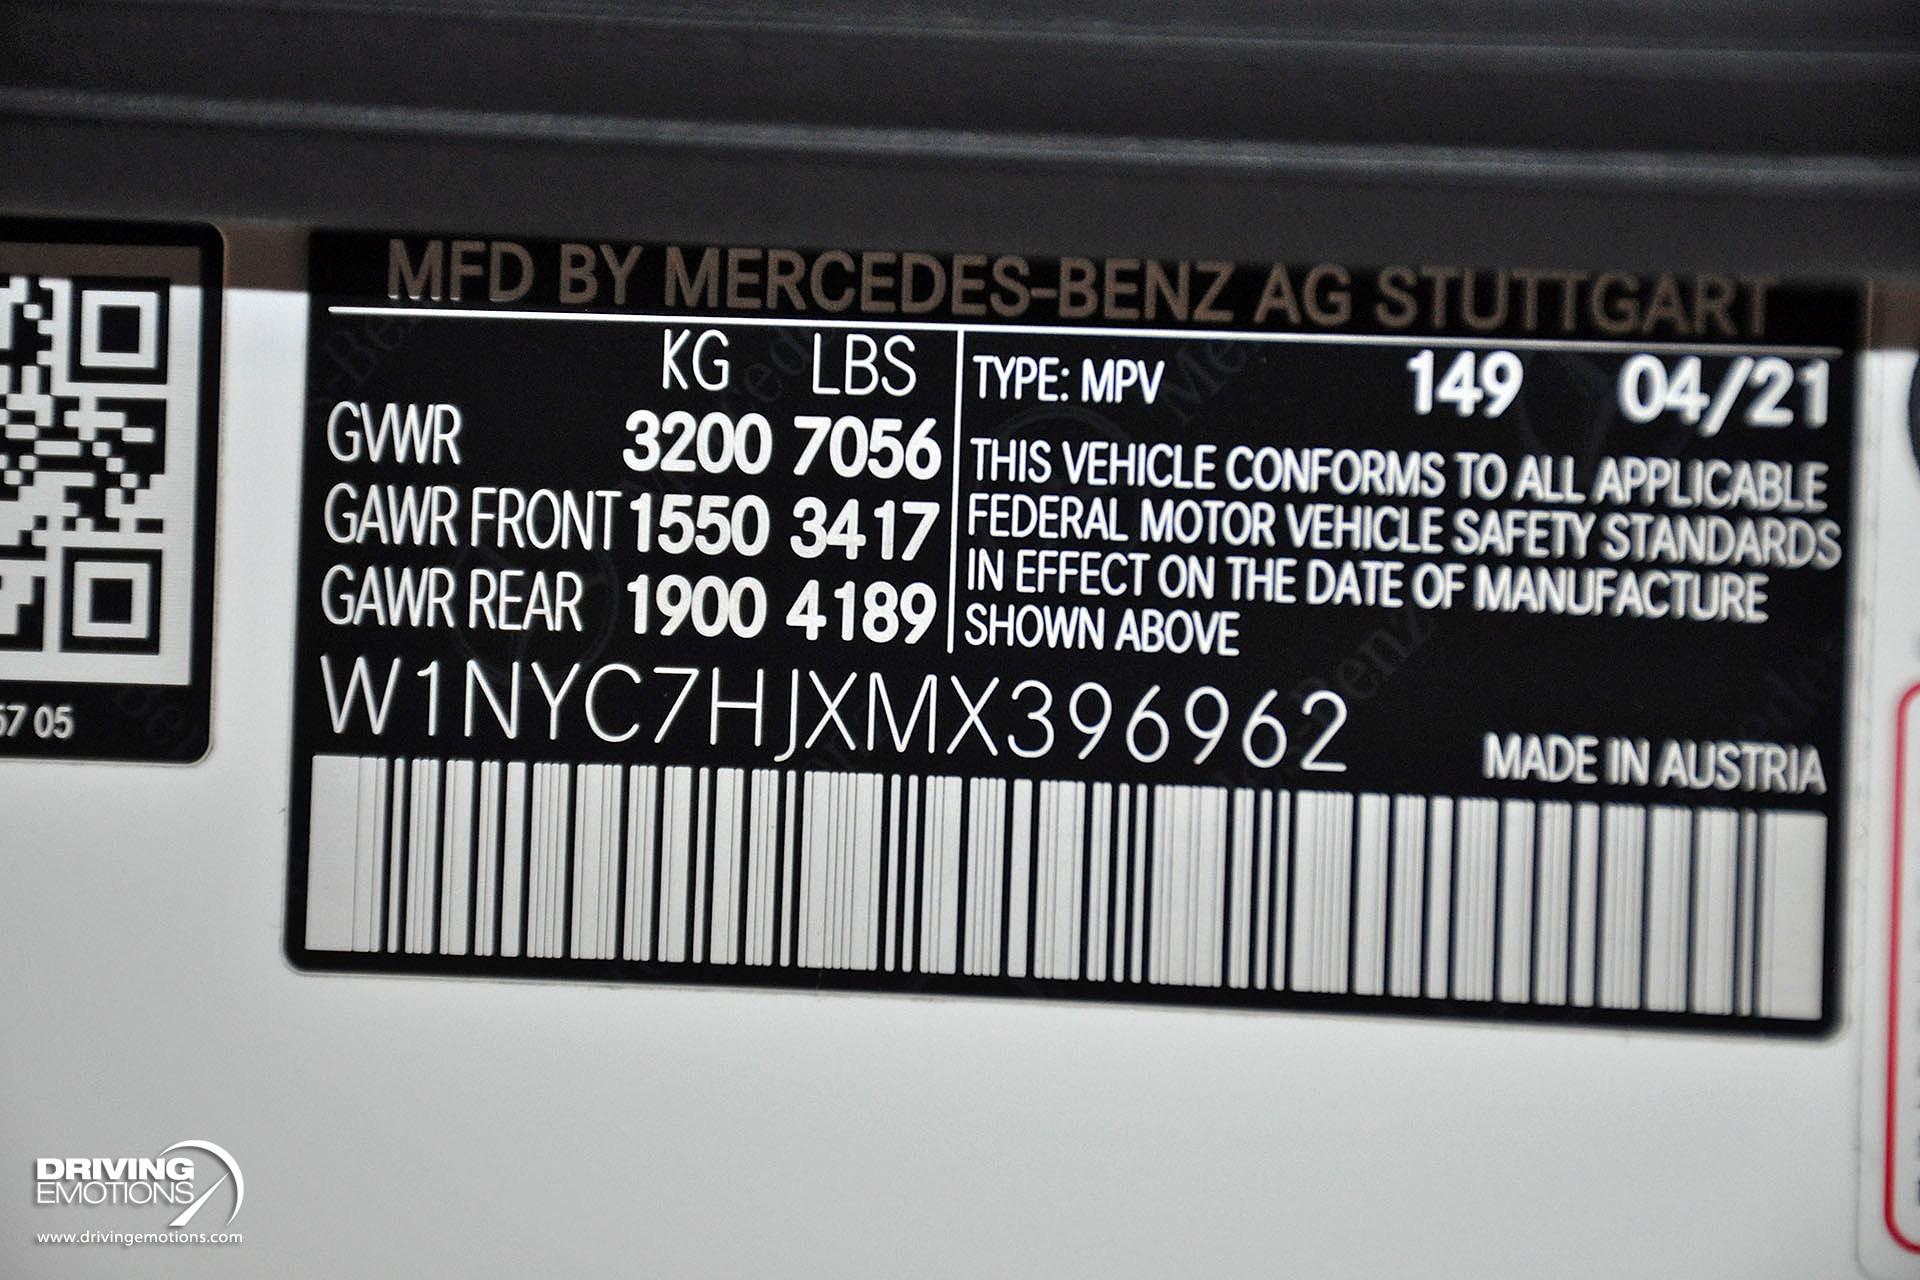 MFD BY MERCEDES-BENZ AG STUTTGART
KG LBS
GVWR 3200 7056
GAWR FRONT 1550 3417
GAWR REAR 1900 4189
TYPE: MPV 149 04/21
THIS VEHICLE CONFORMS TO ALL APPLICABLE
FEDERAL MOTOR VEHICLE SAFETY STANDARDS
IN EFFECT ON THE DATE OF MANUFACTURE
SHOWN ABOVE
W1NYC7HJXMX396962
MADE IN AUSTRIA
05
DRIVING
EMOTIONS
www.drivingemotions.com